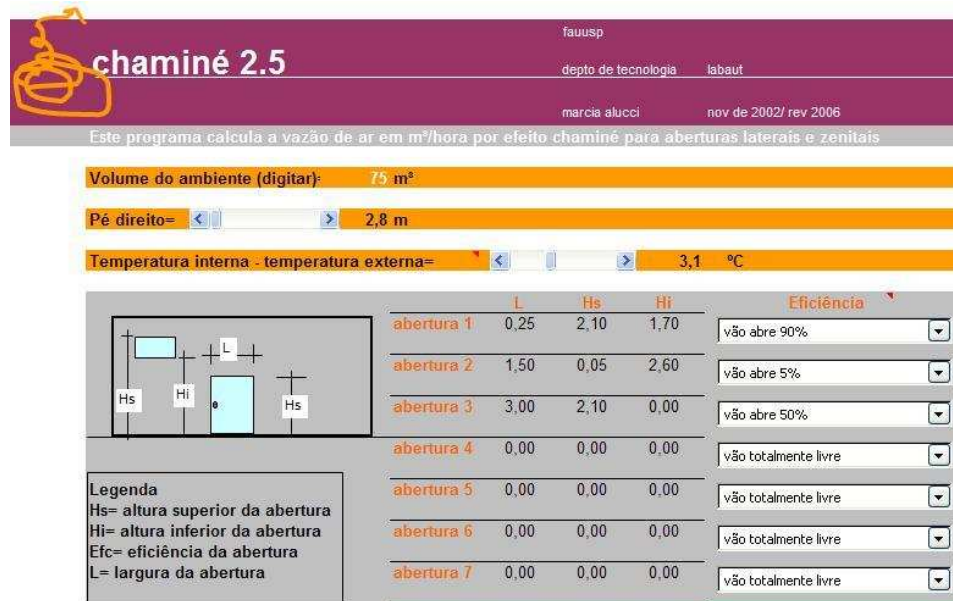 fauusp
chaminé 2.5
depto de tecnologia labaut
marcia alucci nov de 2002/ rev 2006
Este programa calcula a vazão de ar em m³/hora por efeito chaminé para aberturas laterais e zenitais
Volume do ambiente (digitar): 75 m³
Pé direito= 2,8 m
Temperatura interna - temperatura externa= 3,1 ºC
L Hs Hi Eficiência
abertura 1 0,25 2,10 1,70 vão abre 90%
abertura 2 1,50 0,05 2,60 vão abre 5%
abertura 3 3,00 2,10 0,00 vão abre 50%
abertura 4 0,00 0,00 0,00 vão totalmente livre
abertura 5 0,00 0,00 0,00 vão totalmente livre
abertura 6 0,00 0,00 0,00 vão totalmente livre
abertura 7 0,00 0,00 0,00 vão totalmente livre
L
Hs Hi Hs
Legenda
Hs= altura superior da abertura
Hi= altura inferior da abertura
Efc= eficiência da abertura
L= largura da abertura